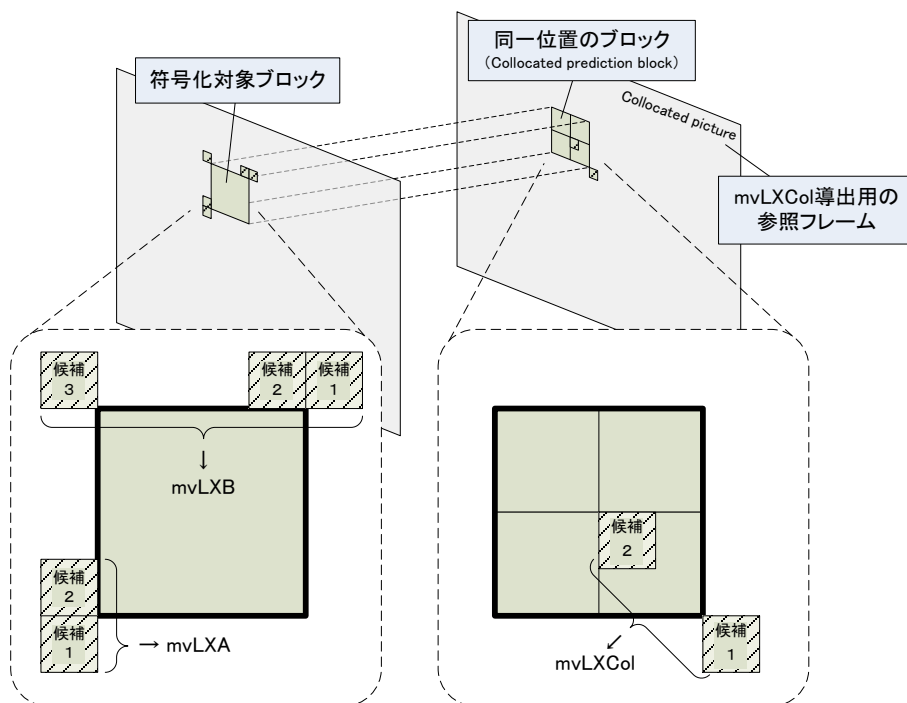 符号化対象ブロック
同一位置のブロック
（Collocated prediction block）
Collocated picture
mvLXCol導出用の
参照フレーム
候補
3
候補
2
候補
1
↓
mvLXB
候補
2
候補
1
→ mvLXA
候補
2
候補
1
mvLXCol